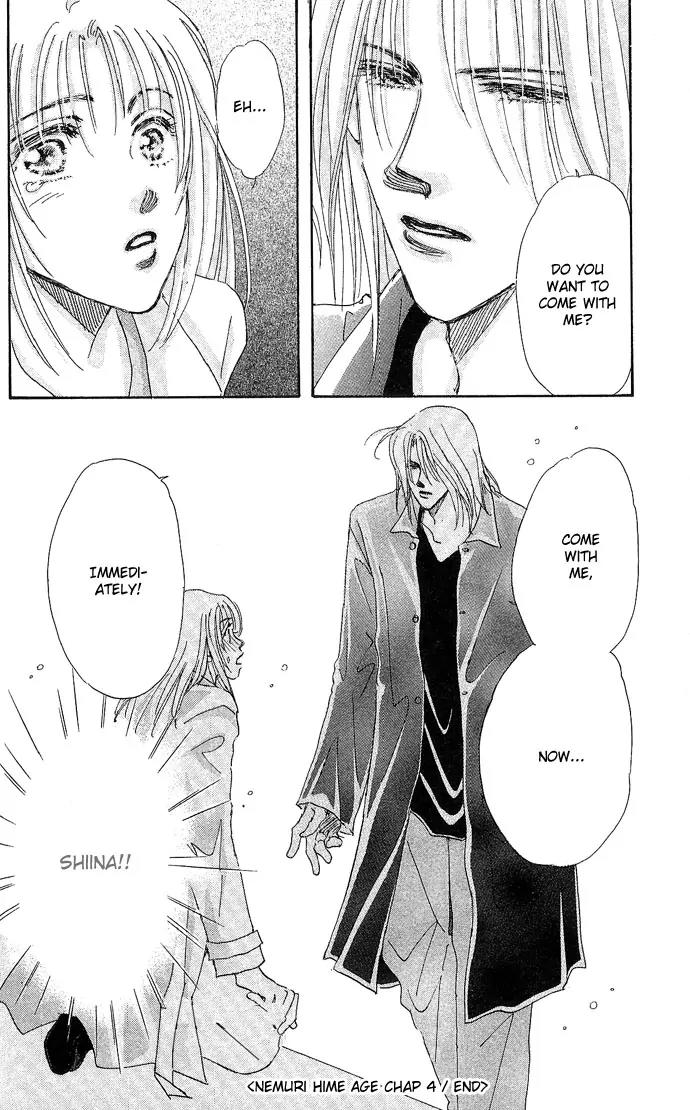 DO YOU
WANT TO
COME WITH
ME?
EH...
COME
WITH
ME,
NOW...
IMMEDI-
ATELY!
SHIINA!!
<NEMURI HIME AGE CHAP 4 / END>